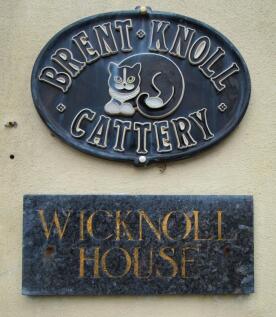 BRENT · KNOLL
CATTERY
WICKNOLL
HOUSE